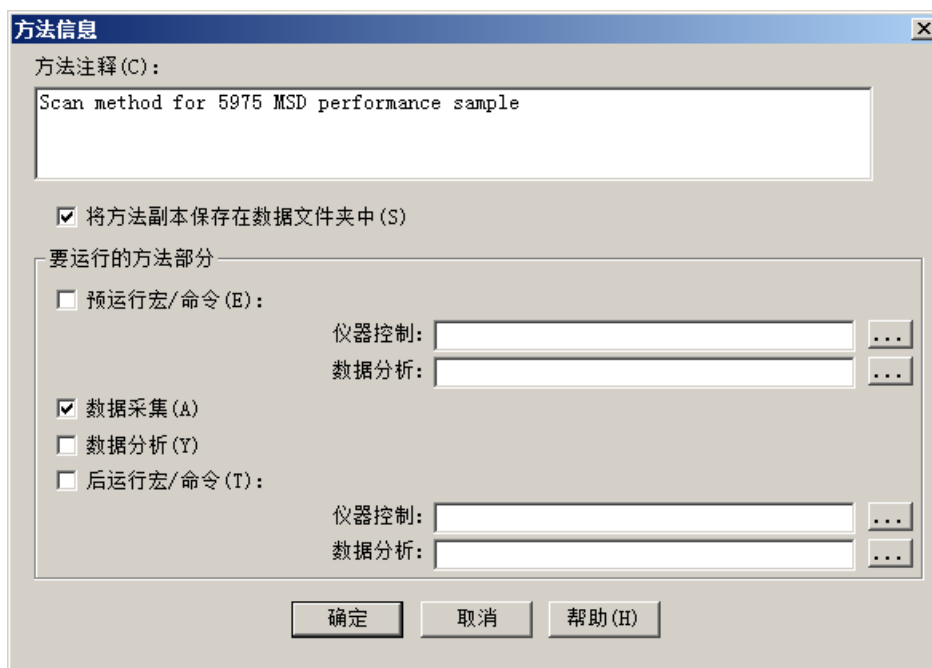 方法信息
方法注释(C):
Scan method for 5975 MSD performance sample
将方法副本保存在数据文件夹中(S)
要运行的方法部分
预运行宏/命令(E):
仪器控制:
...
数据分析:
...
数据采集(A)
数据分析(Y)
后运行宏/命令(T):
仪器控制:
...
数据分析:
...
确定 取消 帮助(H)